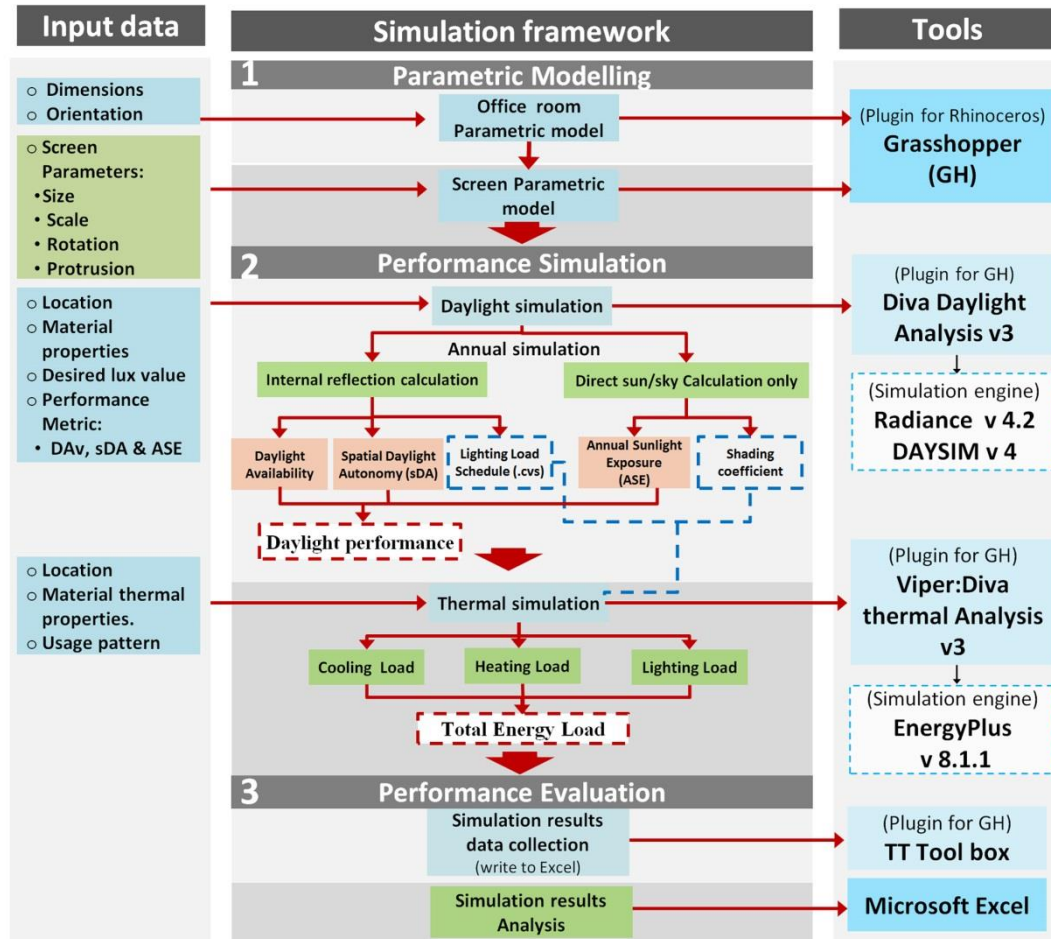 Input data
Simulation framework
Tools
1
Parametric Modelling
○ Dimensions
○ Orientation
Office room
Parametric model
(Plugin for Rhinoceros)
Grasshopper
(GH)
○ Screen
Parameters:
•Size
• Scale
• Rotation
• Protrusion
Screen Parametric
model
2
Performance Simulation
○ Location
○ Material
properties
○ Desired lux value
○ Performance
Metric:
• DAv, sDA & ASE
Daylight simulation
Annual simulation
Internal reflection calculation
Direct sun/sky Calculation only
Daylight
Availability
Spatial Daylight
Autonomy (sDA)
Lighting Load
Schedule (.cvs)
Annual Sunlight
Exposure
(ASE)
Shading
coefficient
Daylight performance
(Plugin for GH)
Diva Daylight
Analysis v3
(Simulation engine)
Radiance v 4.2
DAYSIM v 4
○ Location
○ Material thermal
properties.
○ Usage pattern
Thermal simulation
Cooling Load
Heating Load
Lighting Load
Total Energy Load
(Plugin for GH)
Viper:Diva
thermal Analysis
v3
(Simulation engine)
EnergyPlus
v 8.1.1
3
Performance Evaluation
Simulation results
data collection
(write to Excel)
(Plugin for GH)
TT Tool box
Simulation results
Analysis
Microsoft Excel